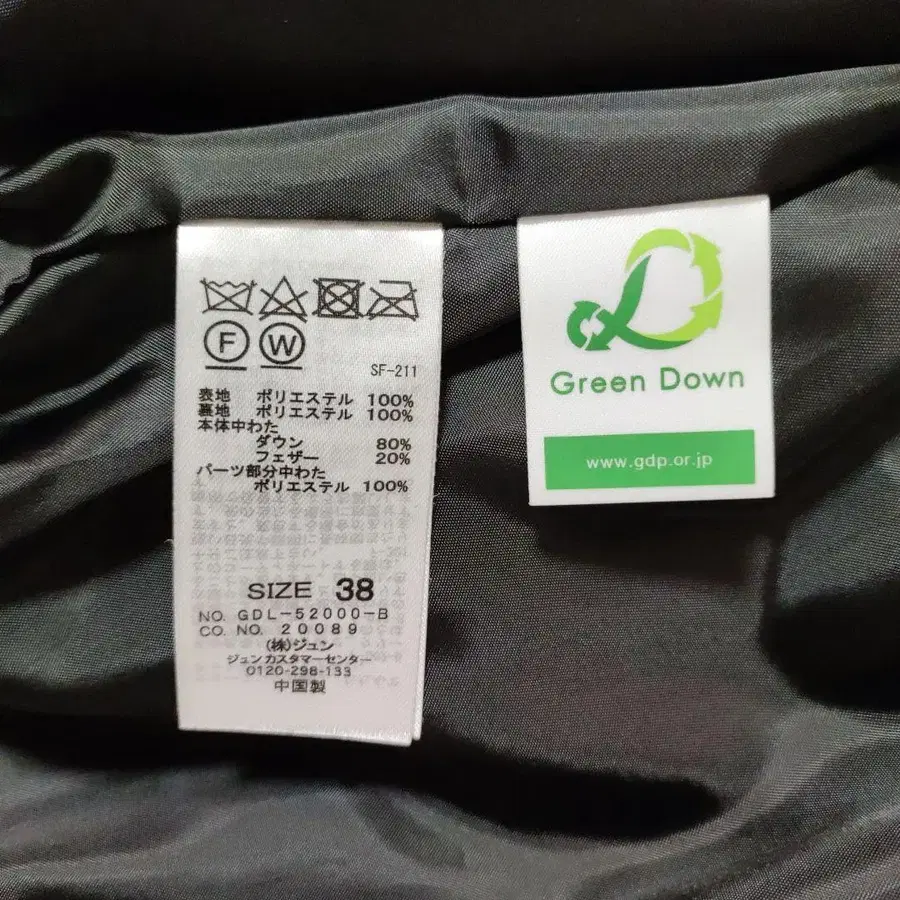 F W
SF-211
表地 ポリエステル 100%
裏地 ポリエステル 100%
本体中わた
ダウン 80%
フェザー 20%
パーツ部分中わた
ポリエステル 100%
SIZE 38
NO. GDL-52000-B
CO. NO. 20089
(株)ジュン
ジュンカスタマーセンター
0120-298-133
中国製
Green Down
www.gdp.or.jp